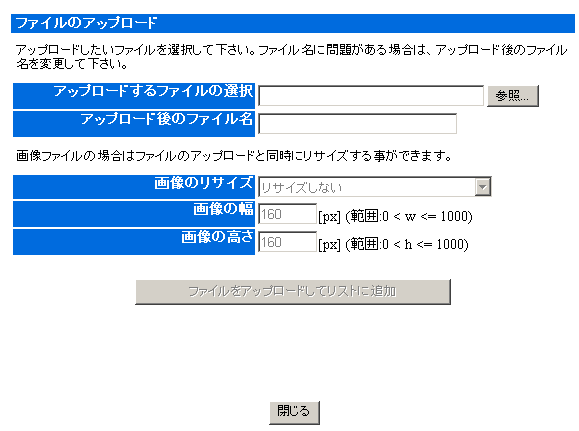 ファイルのアップロード
アップロードしたいファイルを選択して下さい。ファイル名に問題がある場合は、アップロード後のファイル
名を変更して下さい。
アップロードするファイルの選択 参照...
アップロード後のファイル名
画像ファイルの場合はファイルのアップロードと同時にリサイズする事ができます。
画像のリサイズ リサイズしない
画像の幅 160 [px] (範囲:0 < w <= 1000)
画像の高さ 160 [px] (範囲:0 < h <= 1000)
ファイルをアップロードしてリストに追加
閉じる